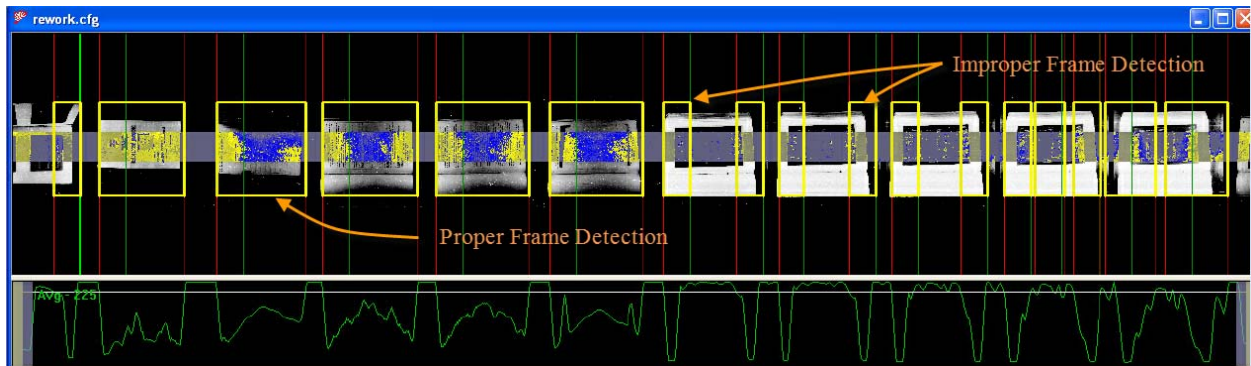 rework.cfg
Improper Frame Detection
Proper Frame Detection
Avg - 225